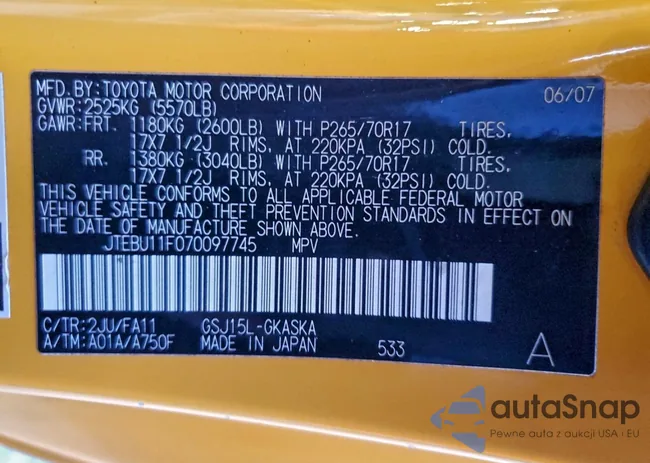 MFD. BY: TOYOTA MOTOR CORPORATION 06/07
GVWR: 2525KG (5570LB)
GAWR: FRT. 1180KG (2600LB) WITH P265/70R17 TIRES,
17X7 1/2J RIMS, AT 220KPA (32PSI) COLD.
RR. 1380KG (3040LB) WITH P265/70R17 TIRES,
17X7 1/2J RIMS, AT 220KPA (32PSI) COLD.
THIS VEHICLE CONFORMS TO ALL APPLICABLE FEDERAL MOTOR
VEHICLE SAFETY AND THEFT PREVENTION STANDARDS IN EFFECT ON
THE DATE OF MANUFACTURE SHOWN ABOVE.
JTEBU11F070097745 MPV
C/TR: 2JU/FA11 GSJ15L-GKASKA
A/TM: A01A/A750F MADE IN JAPAN 533 A
autaSnap
Pewne auta z aukcji USA i EU